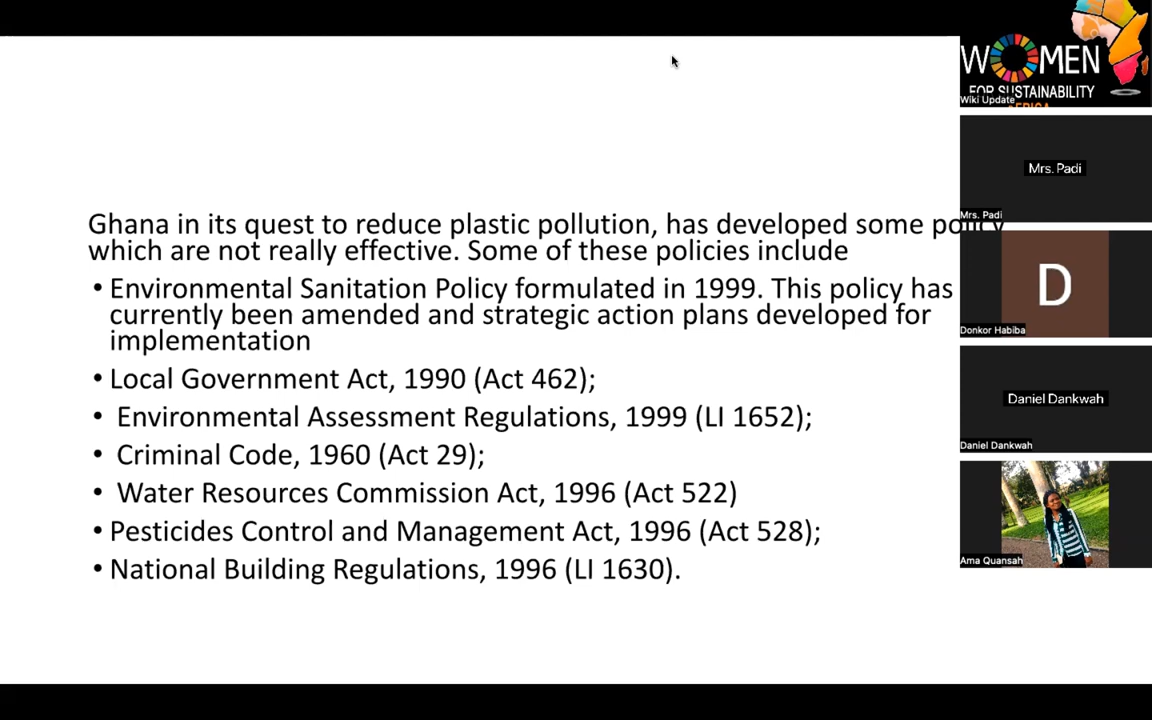 Ghana in its quest to reduce plastic pollution, has developed some policy
which are not really effective. Some of these policies include
• Environmental Sanitation Policy formulated in 1999. This policy has
currently been amended and strategic action plans developed for
implementation
• Local Government Act, 1990 (Act 462);
• Environmental Assessment Regulations, 1999 (LI 1652);
• Criminal Code, 1960 (Act 29);
• Water Resources Commission Act, 1996 (Act 522)
• Pesticides Control and Management Act, 1996 (Act 528);
• National Building Regulations, 1996 (LI 1630).
WOMEN
FOR SUSTAINABILITY
Wiki Update
Mrs. Padi
Mrs. Padi
D
Donkor Habiba
Daniel Dankwah
Daniel Dankwah
Ama Quansah